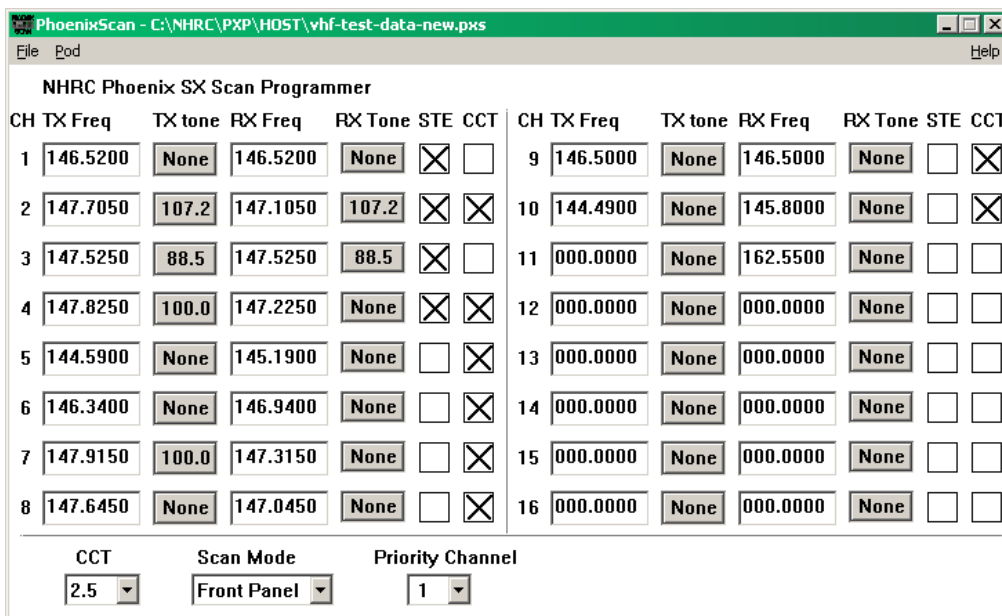 PhoenixScan - C:\NHRC\PXP\HOST\vhf-test-data-new.pxs
File Pod Help
NHRC Phoenix SX Scan Programmer
CH TX Freq TX tone RX Freq RX Tone STE CCT CH TX Freq TX tone RX Freq RX Tone STE CCT
1 146.5200 None 146.5200 None 9 146.5000 None 146.5000 None
2 147.7050 107.2 147.1050 107.2 10 144.4900 None 145.8000 None
3 147.5250 88.5 147.5250 88.5 11 000.0000 None 162.5500 None
4 147.8250 100.0 147.2250 None 12 000.0000 None 000.0000 None
5 144.5900 None 145.1900 None 13 000.0000 None 000.0000 None
6 146.3400 None 146.9400 None 14 000.0000 None 000.0000 None
7 147.9150 100.0 147.3150 None 15 000.0000 None 000.0000 None
8 147.6450 None 147.0450 None 16 000.0000 None 000.0000 None
CCT Scan Mode Priority Channel
2.5 Front Panel 1